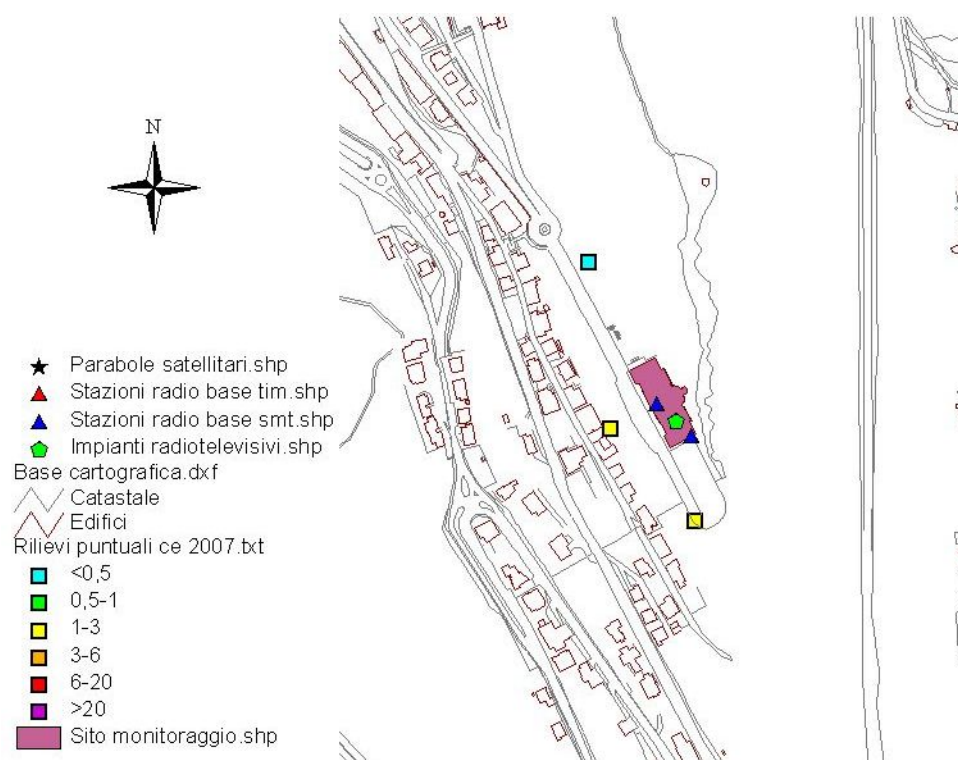 N
Parabole satellitari.shp
Stazioni radio base tim.shp
Stazioni radio base smt.shp
Impianti radiotelevisivi.shp
Base cartografica.dxf
Catastale
Edifici
Rilievi puntuali ce 2007.txt
<0,5
0,5-1
1-3
3-6
6-20
>20
Sito monitoraggio.shp